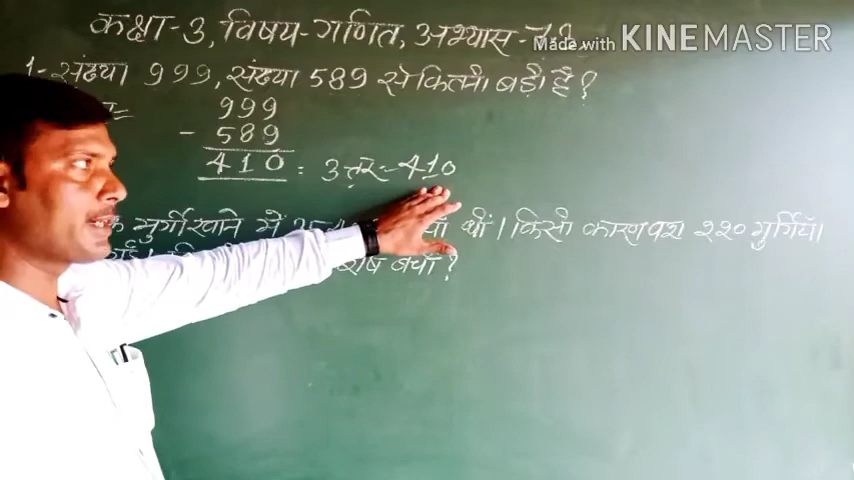 कक्षा-3, विषय-गणित, अभ्यास-
Made with KINEMASTER
1- संख्या 999, संख्या 589 से कितनी बड़ी है?
= 999
- 589
410 = उत्तर:- 410
मुर्गीखाने में थीं। किसी कारणवश २२० मुर्गियाँ
शेष बचीं?